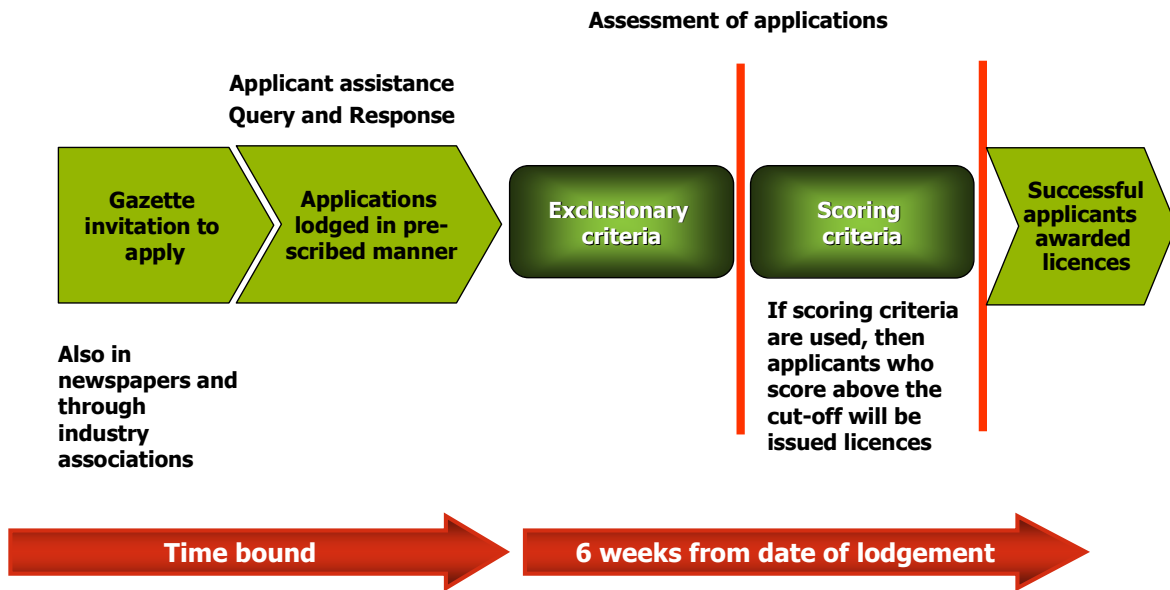 Assessment of applications
Applicant assistance
Query and Response
Gazette
invitation to
apply
Applications
lodged in pre-
scribed manner
Exclusionary
criteria
Scoring
criteria
Successful
applicants
awarded
licences
Also in
newspapers and
through
industry
associations
If scoring criteria
are used, then
applicants who
score above the
cut-off will be
issued licences
Time bound
6 weeks from date of lodgement